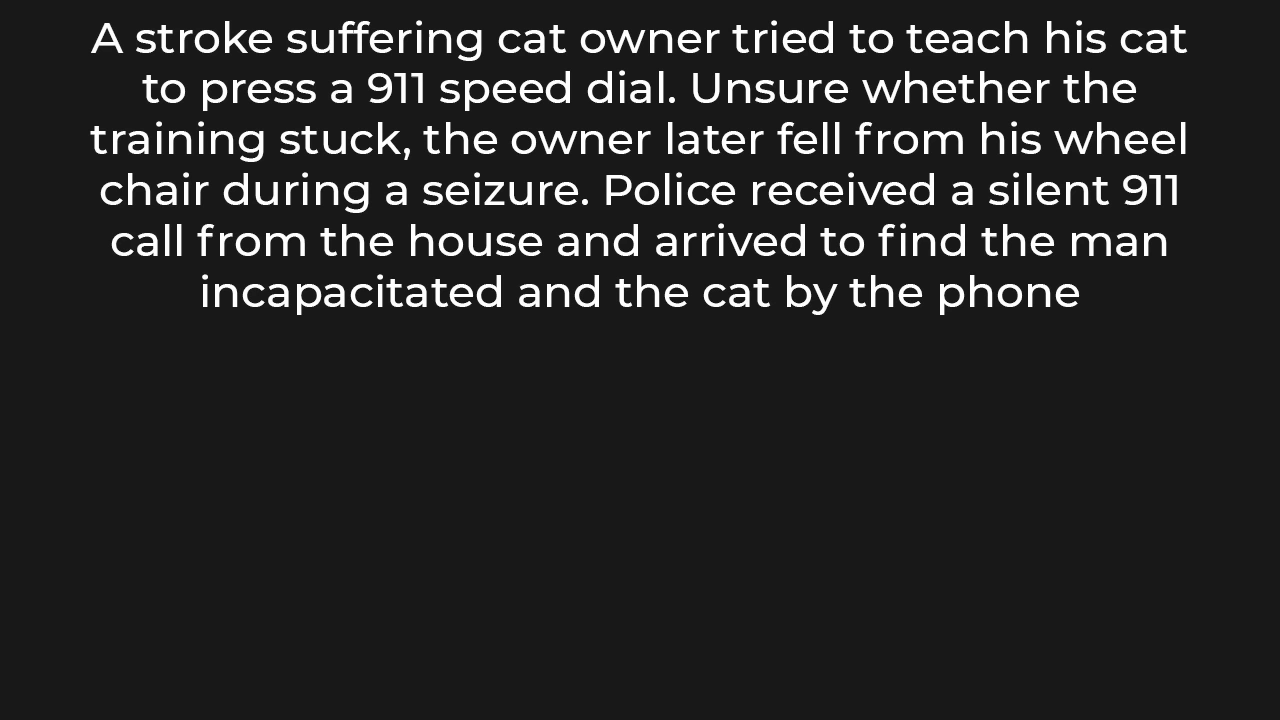 A stroke suffering cat owner tried to teach his cat
to press a 911 speed dial. Unsure whether the
training stuck, the owner later fell from his wheel
chair during a seizure. Police received a silent 911
call from the house and arrived to find the man
incapacitated and the cat by the phone